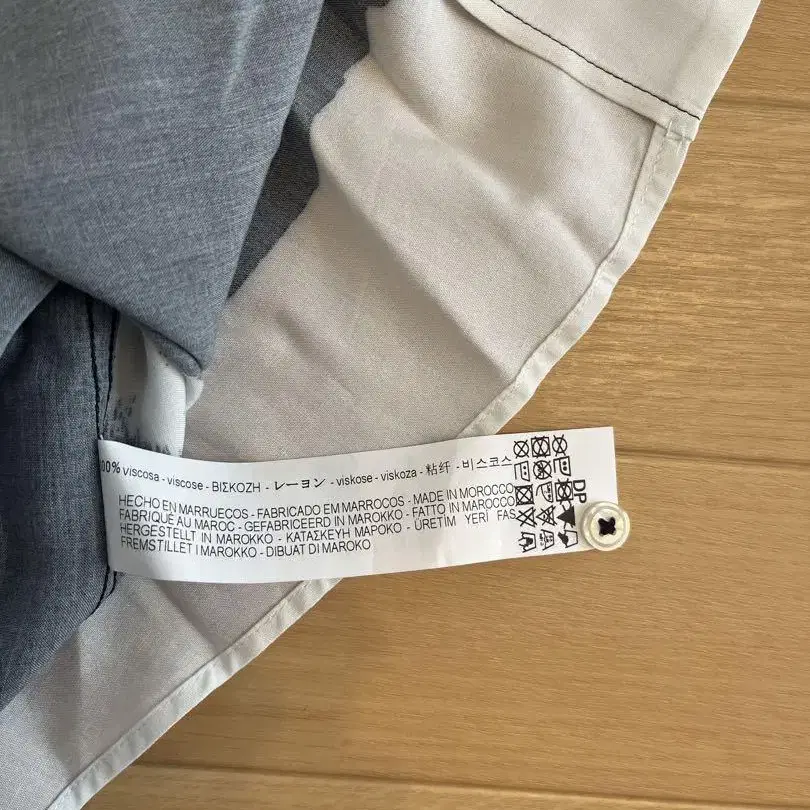 100% viscosa - viscose - ΒΙΣΚΟΖΗ - レーヨン - viskose - viskoza - 粘纤 - 비스코스
HECHO EN MARRUECOS - FABRICADO EM MARROCOS - MADE IN MOROCCO
FABRIQUÉ AU MAROC - GEFABRICEERD IN MAROKKO - FATTO IN MAROCCO
HERGESTELLT IN MAROKKO - ΚΑΤΑΣΚΕΥΗ ΜΑΡΟΚΟ - ÜRETİM YERİ FAS
FREMSTILLET I MAROKKO - DIBUAT DI MAROKO
DP